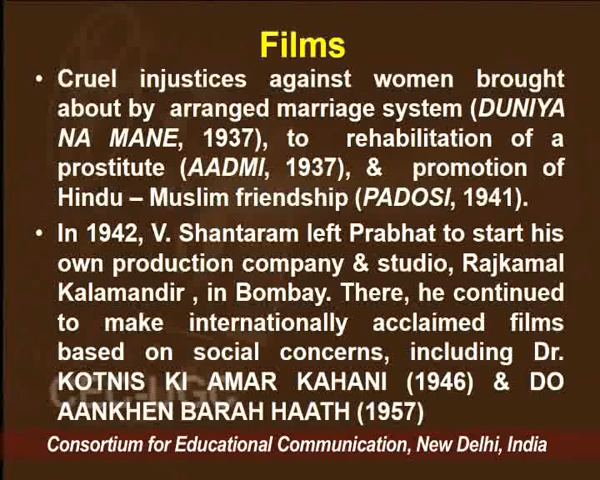 Films
• Cruel injustices against women brought
about by arranged marriage system (DUNIYA
NA MANE, 1937), to rehabilitation of a
prostitute (AADMI, 1937), & promotion of
Hindu – Muslim friendship (PADOSI, 1941).
• In 1942, V. Shantaram left Prabhat to start his
own production company & studio, Rajkamal
Kalamandir , in Bombay. There, he continued
to make internationally acclaimed films
based on social concerns, including Dr.
KOTNIS KI AMAR KAHANI (1946) & DO
AANKHEN BARAH HAATH (1957)
CEC-UGC
Consortium for Educational Communication, New Delhi, India